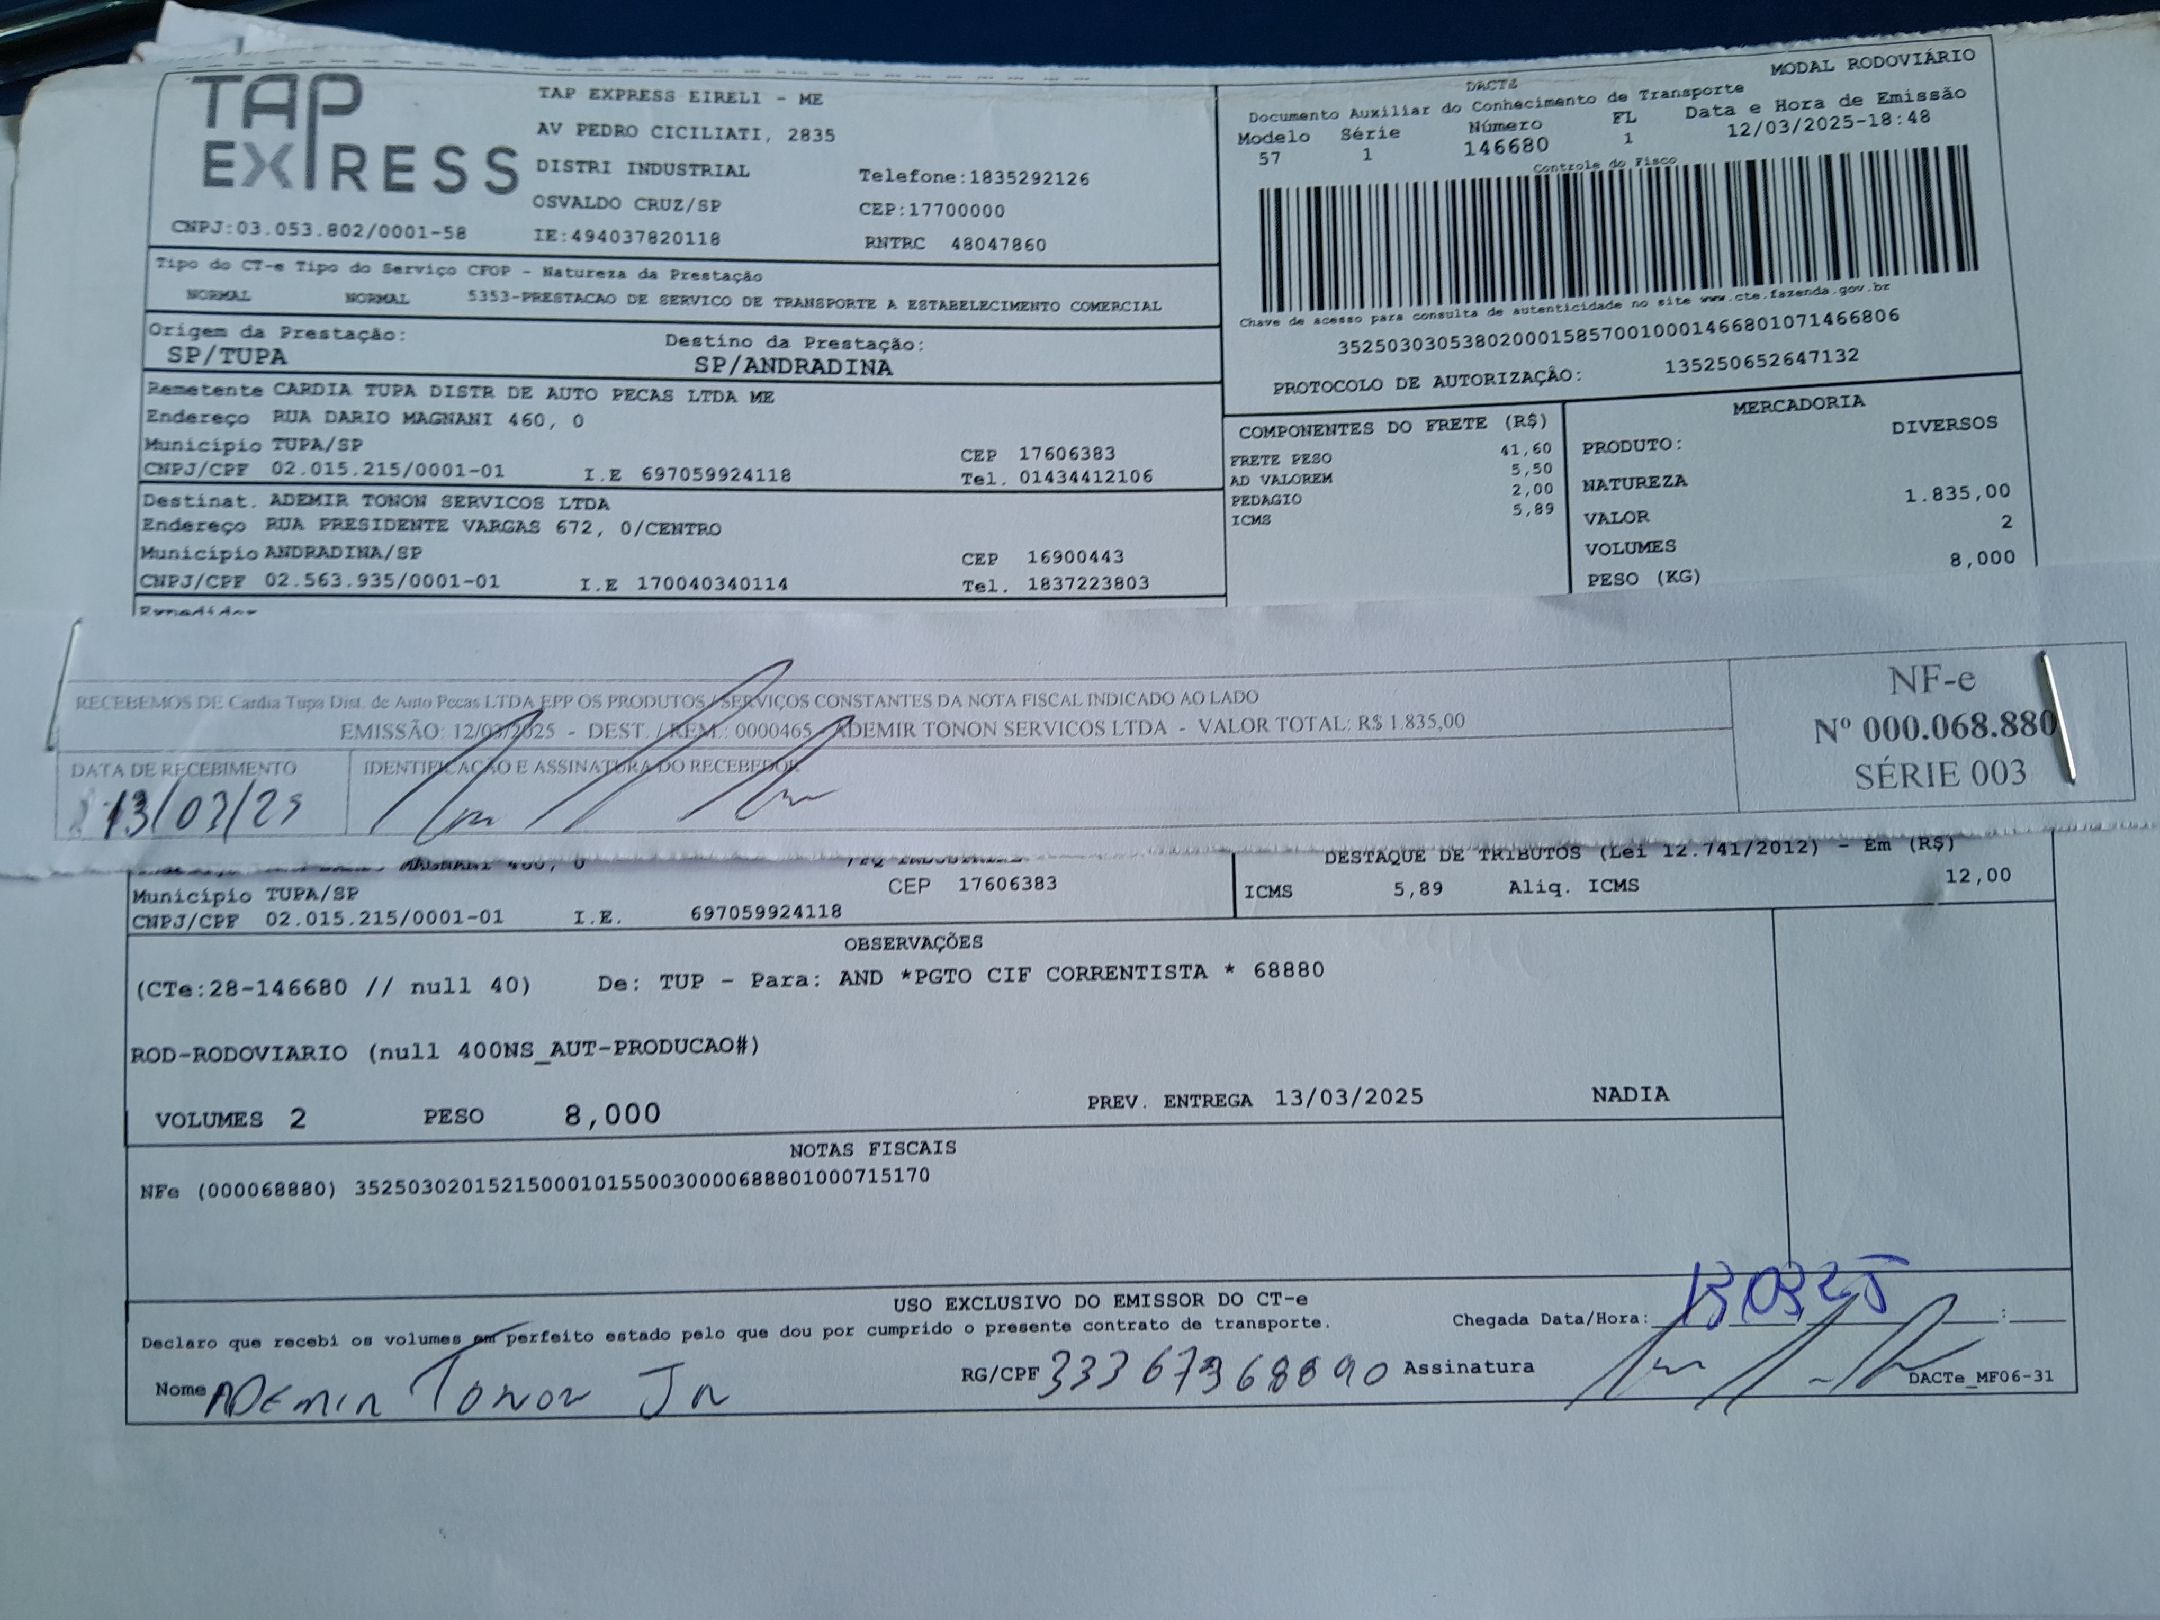 TAP EXPRESS
TAP EXPRESS EIRELI - ME
AV PEDRO CICILIATI, 2835
DISTRI INDUSTRIAL Telefone:1835292126
OSVALDO CRUZ/SP CEP:17700000
CNPJ:03.053.802/0001-58 IE:494037820118 RNTRC 48047860
MODAL RODOVIÁRIO
DACTE
Documento Auxiliar do Conhecimento de Transporte
Modelo Série Número FL Data e Hora de Emissão
57 1 146680 1 12/03/2025-18:48
Controle do Fisco
Chave de acesso para consulta de autenticidade no site www.cte.fazenda.gov.br
35250303053802000158570010001466801071466806
PROTOCOLO DE AUTORIZAÇÃO: 135250652647132
Tipo do CT-e Tipo do Serviço CFOP - Natureza da Prestação
NORMAL NORMAL 5353-PRESTACAO DE SERVICO DE TRANSPORTE A ESTABELECIMENTO COMERCIAL
Origem da Prestação: Destino da Prestação:
SP/TUPA SP/ANDRADINA
Remetente CARDIA TUPA DISTR DE AUTO PECAS LTDA ME
Endereço RUA DARIO MAGNANI 460, 0
Município TUPA/SP CEP 17606383
CNPJ/CPF 02.015.215/0001-01 I.E 697059924118 Tel. 01434412106
Destinat. ADEMIR TONON SERVICOS LTDA
Endereço RUA PRESIDENTE VARGAS 672, 0/CENTRO
Município ANDRADINA/SP CEP 16900443
CNPJ/CPF 02.563.935/0001-01 I.E 170040340114 Tel. 1837223803
Expedidor
COMPONENTES DO FRETE (R$)
FRETE PESO 41,60
AD VALOREM 5,50
PEDAGIO 2,00
ICMS 5,89
MERCADORIA
PRODUTO: DIVERSOS
NATUREZA
VALOR 1.835,00
VOLUMES 2
PESO (KG) 8,000
RECEBEMOS DE Cardia Tupa Dist. de Auto Pecas LTDA EPP OS PRODUTOS / SERVIÇOS CONSTANTES DA NOTA FISCAL INDICADO AO LADO
EMISSÃO: 12/03/2025 - DEST. / REM.: 0000465 - ADEMIR TONON SERVICOS LTDA - VALOR TOTAL: R$ 1.835,00
DATA DE RECEBIMENTO IDENTIFICAÇÃO E ASSINATURA DO RECEBEDOR
13/03/25
NF-e
Nº 000.068.880
SÉRIE 003
MAGNANI 460, 0
Município TUPA/SP CEP 17606383
CNPJ/CPF 02.015.215/0001-01 I.E. 697059924118
DESTAQUE DE TRIBUTOS (Lei 12.741/2012) - Em (R$)
ICMS 5,89 Aliq. ICMS 12,00
OBSERVAÇÕES
(CTe:28-146680 // null 40) De: TUP - Para: AND *PGTO CIF CORRENTISTA * 68880
ROD-RODOVIARIO (null 400NS_AUT-PRODUCAO#)
VOLUMES 2 PESO 8,000 PREV. ENTREGA 13/03/2025 NADIA
NOTAS FISCAIS
NFe (000068880) 35250302015215000101550030000688801000715170
USO EXCLUSIVO DO EMISSOR DO CT-e
Declaro que recebi os volumes em perfeito estado pelo que dou por cumprido o presente contrato de transporte. Chegada Data/Hora: 130325 :
Nome ADEMIR TONON JR RG/CPF 33367368890 Assinatura
DACTe_MF06-31